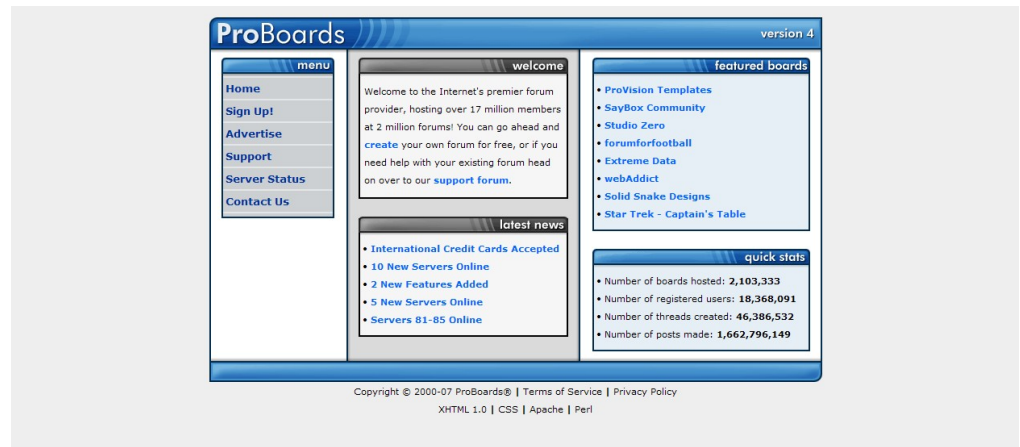 ProBoards
version 4
menu
Home
Sign Up!
Advertise
Support
Server Status
Contact Us
welcome
Welcome to the Internet's premier forum
provider, hosting over 17 million members
at 2 million forums! You can go ahead and
create your own forum for free, or if you
need help with your existing forum head
on over to our support forum.
latest news
• International Credit Cards Accepted
• 10 New Servers Online
• 2 New Features Added
• 5 New Servers Online
• Servers 81-85 Online
featured boards
• ProVision Templates
• SayBox Community
• Studio Zero
• forumforfootball
• Extreme Data
• webAddict
• Solid Snake Designs
• Star Trek - Captain's Table
quick stats
• Number of boards hosted: 2,103,333
• Number of registered users: 18,368,091
• Number of threads created: 46,386,532
• Number of posts made: 1,662,796,149
Copyright © 2000-07 ProBoards® | Terms of Service | Privacy Policy
XHTML 1.0 | CSS | Apache | Perl